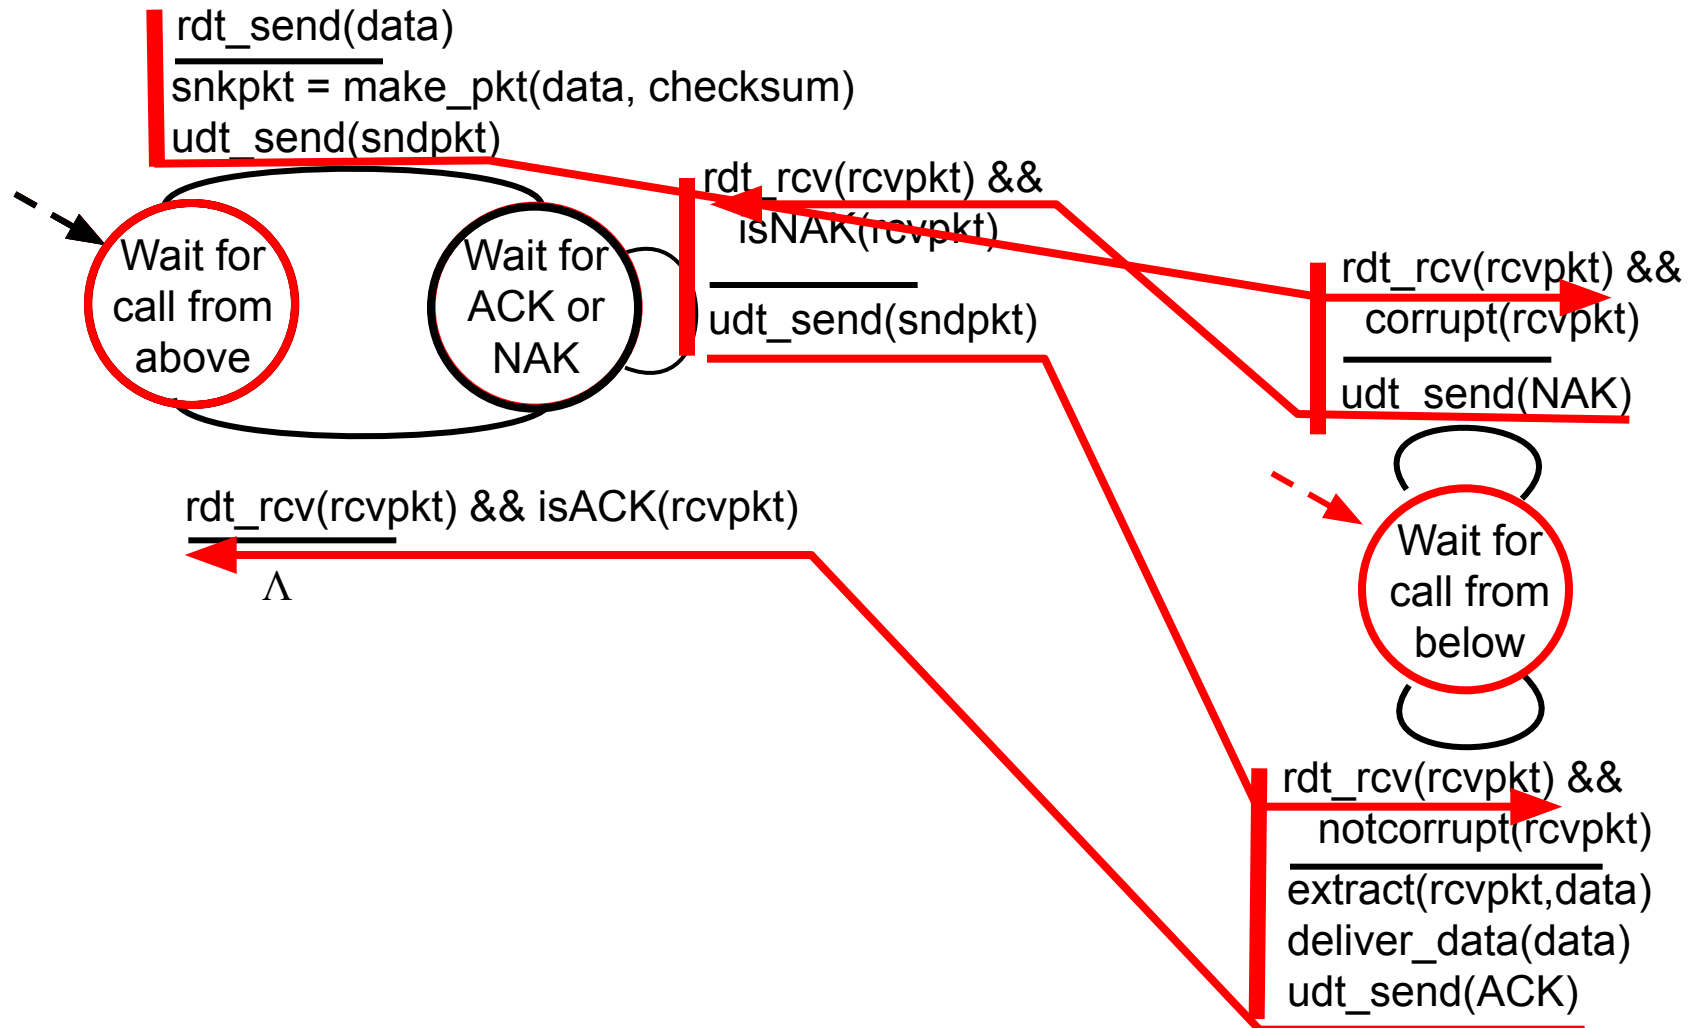 rdt_send(data)
snkpkt = make_pkt(data, checksum)
udt_send(sndpkt)
rdt_rcv(rcvpkt) &&
isNAK(rcvpkt)
udt_send(sndpkt)
Wait for
call from
above
Wait for
ACK or
NAK
rdt_rcv(rcvpkt) && isACK(rcvpkt)
Λ
rdt_rcv(rcvpkt) &&
corrupt(rcvpkt)
udt_send(NAK)
Wait for
call from
below
rdt_rcv(rcvpkt) &&
notcorrupt(rcvpkt)
extract(rcvpkt,data)
deliver_data(data)
udt_send(ACK)